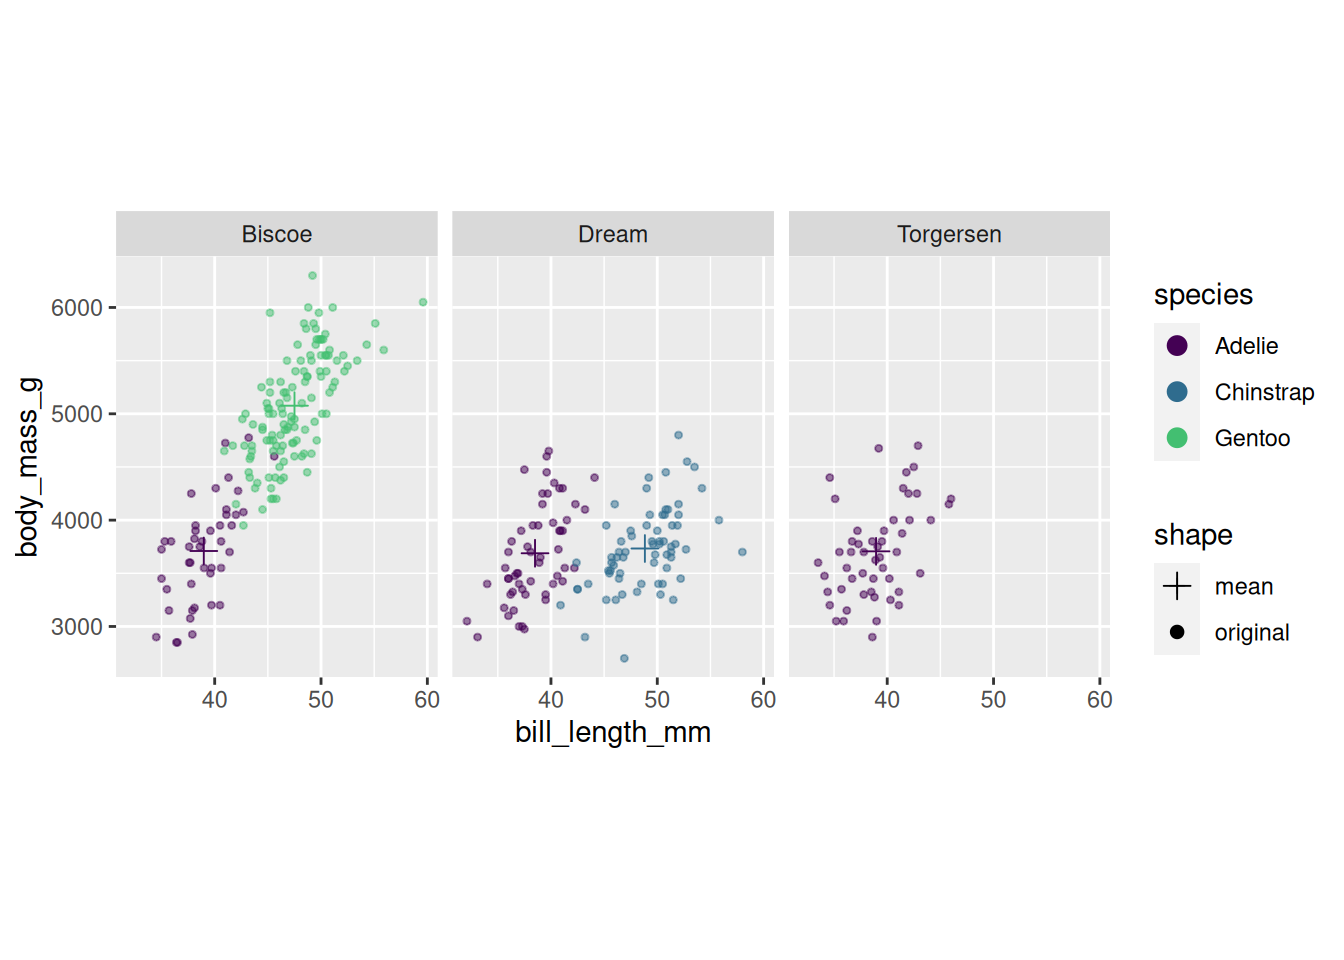 Biscoe Dream Torgersen
6000
5000
4000
3000
body_mass_g
40 50 60 40 50 60 40 50 60
bill_length_mm
species
Adelie
Chinstrap
Gentoo
shape
mean
original